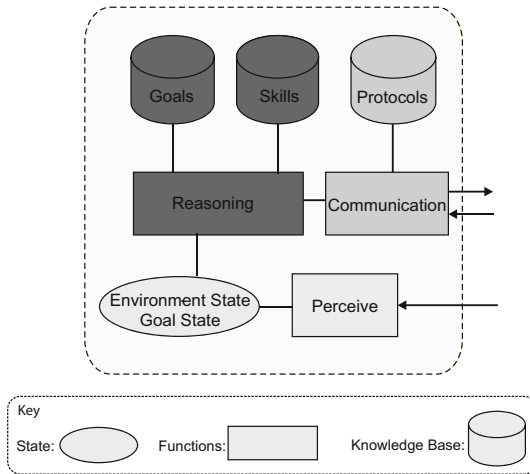 Goals
Skills
Protocols
Reasoning
Communication
Environment State
Goal State
Perceive
Key
State:
Functions:
Knowledge Base: